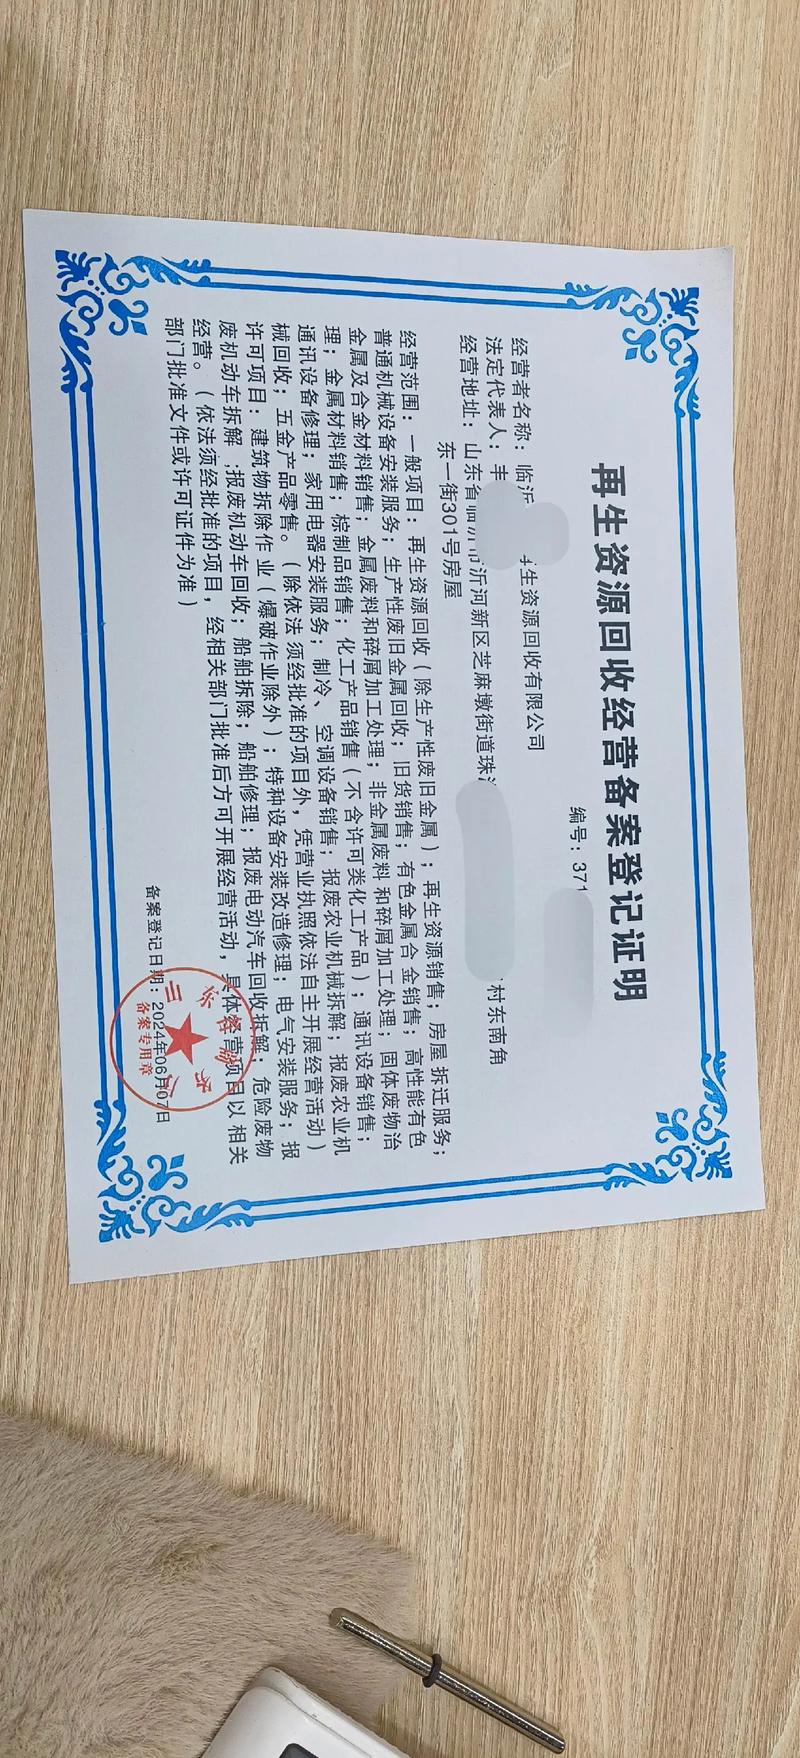 再生资源回收经营备案登记证明
编号：371
经营者名称：临沂 生资源回收有限公司
法定代表人：丰
经营地址：山东省临沂市沂河新区芝麻墩街道珠 村东南角
东一街301号房屋
经营范围：一般项目：再生资源回收（除生产性废旧金属）；再生资源销售；房屋拆迁服务；
普通机械设备安装服务；生产性废旧金属回收；旧货销售；有色金属合金销售；高性能有色
金属及合金材料销售；金属废料和碎屑加工处理；非金属废料和碎屑加工处理；固体废物治
理；金属材料销售；棕制品销售；化工产品销售（不含许可类化工产品）；通讯设备销售；
通讯设备修理；家用电器安装服务；制冷、空调设备销售；报废农业机械拆解；报废农业机
械回收；五金产品零售。（除依法须经批准的项目外，凭营业执照依法自主开展经营活动）
许可项目：建筑物拆除作业（爆破作业除外）；特种设备安装改造修理；电气安装服务；报
废机动车拆解；报废机动车回收；船舶拆除；船舶修理；报废电动汽车回收拆解；危险废物
经营。（依法须经批准的项目，经相关部门批准后方可开展经营活动，具体经营项目以相关
部门批准文件或许可证件为准）
备案登记日期：2024年06月07日
备案专用章